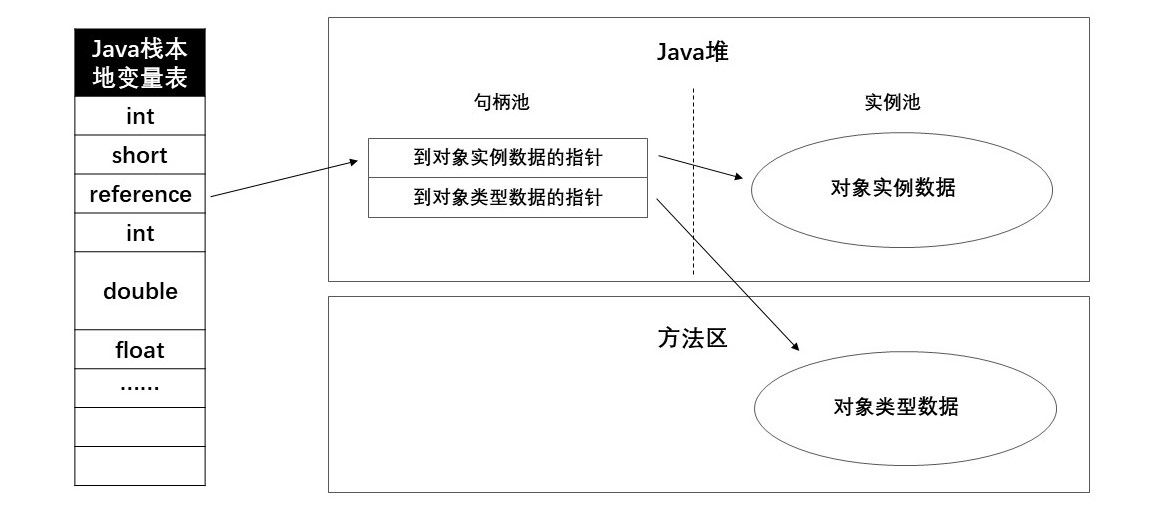 Java栈本
地变量表
int
short
reference
int
double
float
……
Java堆
句柄池
实例池
到对象实例数据的指针
到对象类型数据的指针
对象实例数据
方法区
对象类型数据